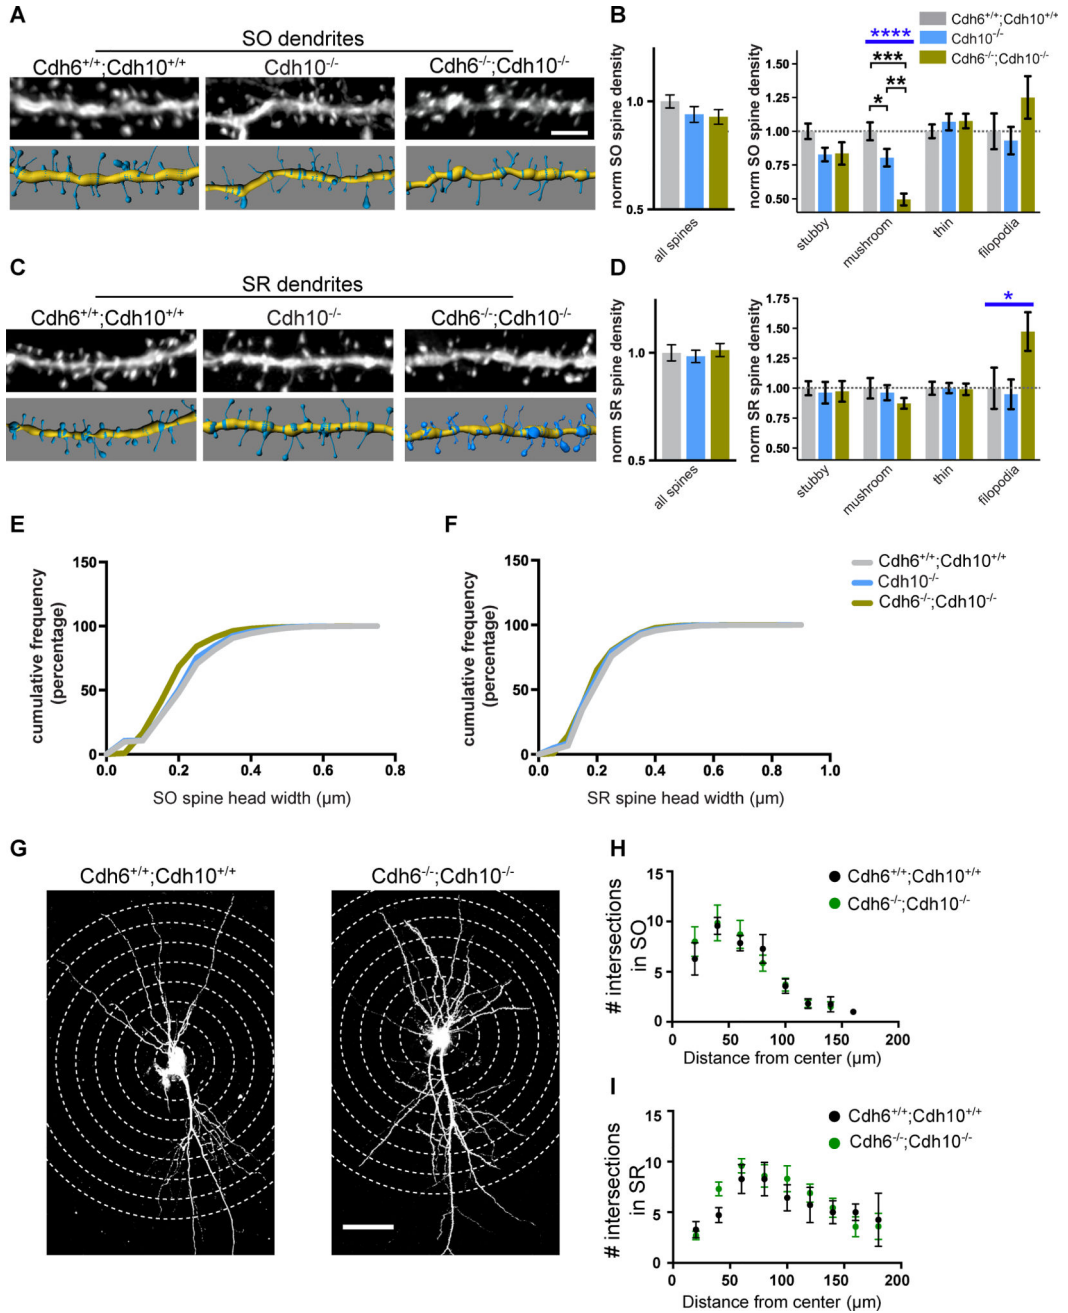 A
SO dendrites
Cdh6+/+;Cdh10+/+
Cdh10-/-
Cdh6-/-;Cdh10-/-
B
norm SO spine density
1.0
0.5
all spines
norm SO spine density
1.50
1.25
1.00
0.75
0.50
****
***
**
*
stubby
mushroom
thin
filopodia
Cdh6+/+;Cdh10+/+
Cdh10-/-
Cdh6-/-;Cdh10-/-
C
SR dendrites
Cdh6+/+;Cdh10+/+
Cdh10-/-
Cdh6-/-;Cdh10-/-
D
norm SR spine density
1.0
0.5
all spines
norm SR spine density
1.75
1.50
1.25
1.00
0.75
0.50
*
stubby
mushroom
thin
filopodia
E
cumulative frequency
(percentage)
150
100
50
0
0.0 0.2 0.4 0.6 0.8
SO spine head width (µm)
F
cumulative frequency
(percentage)
150
100
50
0
0.0 0.2 0.4 0.6 0.8 1.0
SR spine head width (µm)
Cdh6+/+;Cdh10+/+
Cdh10-/-
Cdh6-/-;Cdh10-/-
G
Cdh6+/+;Cdh10+/+
Cdh6-/-;Cdh10-/-
H
# intersections
in SO
15
10
5
0
0 50 100 150 200
Distance from center (µm)
Cdh6+/+;Cdh10+/+
Cdh6-/-;Cdh10-/-
I
# intersections
in SR
15
10
5
0
0 50 100 150 200
Distance from center (µm)
Cdh6+/+;Cdh10+/+
Cdh6-/-;Cdh10-/-